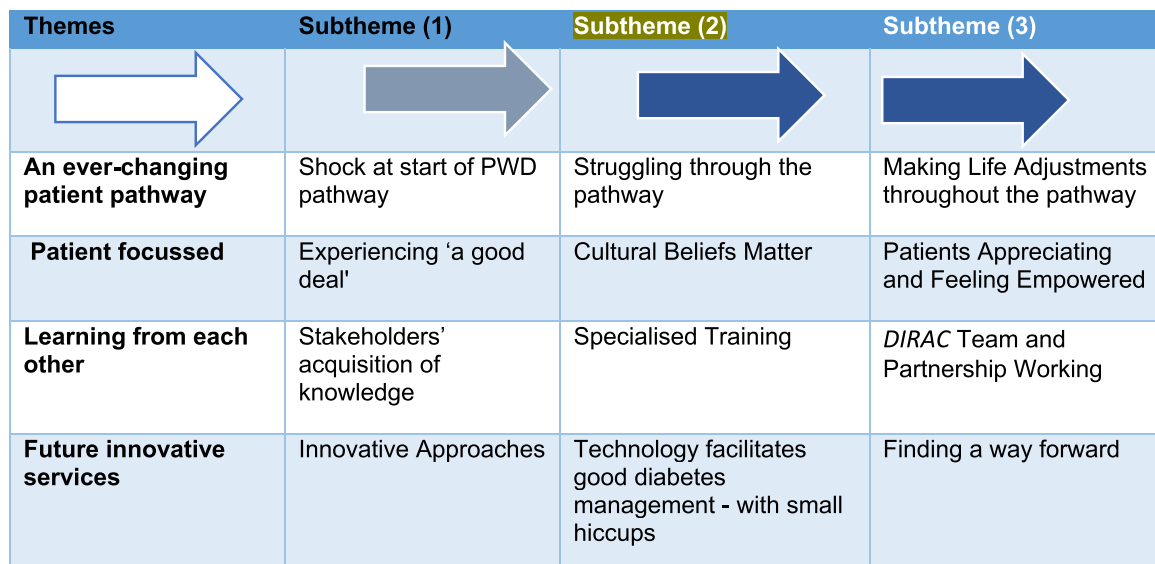 Themes
Subtheme (1)
Subtheme (2)
Subtheme (3)
An ever-changing
patient pathway
Shock at start of PWD
pathway
Struggling through the
pathway
Making Life Adjustments
throughout the pathway
Patient focussed
Experiencing ‘a good
deal'
Cultural Beliefs Matter
Patients Appreciating
and Feeling Empowered
Learning from each
other
Stakeholders’
acquisition of
knowledge
Specialised Training
DIRAC Team and
Partnership Working
Future innovative
services
Innovative Approaches
Technology facilitates
good diabetes
management - with small
hiccups
Finding a way forward